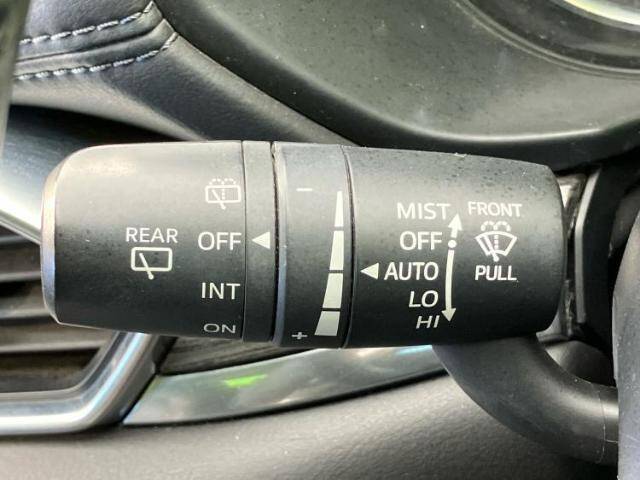 REAR
OFF
INT
ON
−
+
MIST
OFF
AUTO
LO
HI
FRONT
PULL